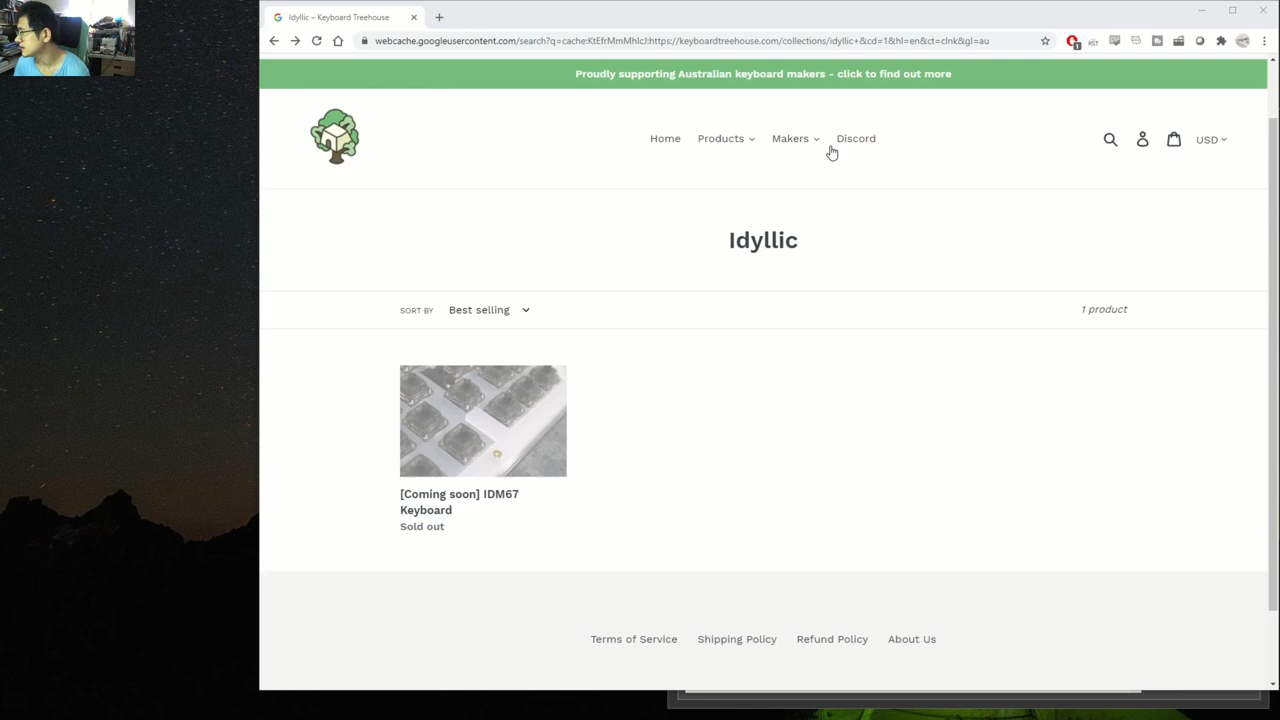 Idyllic – Keyboard Treehouse
webcache.googleusercontent.com/search?q=cache:KtEfrMmMhIcJ:https://keyboardtreehouse.com/collections/idyllic+&cd=1&hl=en&ct=clnk&gl=au
Proudly supporting Australian keyboard makers - click to find out more
Home Products Makers Discord USD
Idyllic
SORT BY Best selling 1 product
[Coming soon] IDM67
Keyboard
Sold out
Terms of Service Shipping Policy Refund Policy About Us